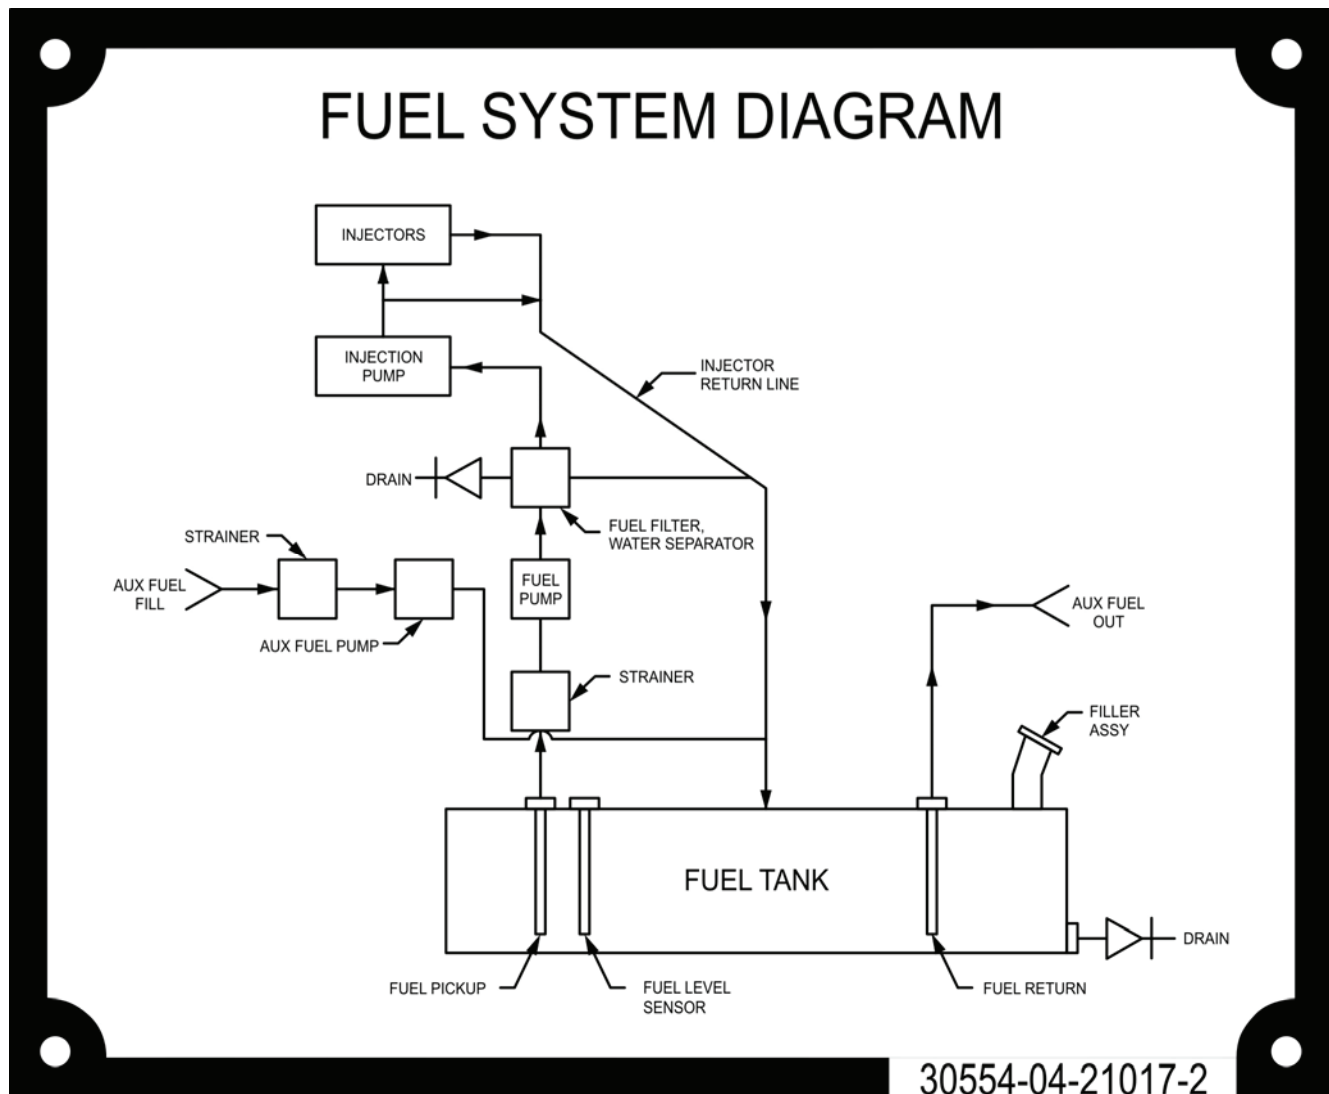 FUEL SYSTEM DIAGRAM
INJECTORS
INJECTION
PUMP
INJECTOR
RETURN LINE
DRAIN
FUEL FILTER,
WATER SEPARATOR
STRAINER
AUX FUEL
FILL
AUX FUEL PUMP
FUEL
PUMP
STRAINER
AUX FUEL
OUT
FILLER
ASSY
FUEL TANK
DRAIN
FUEL PICKUP
FUEL LEVEL
SENSOR
FUEL RETURN
30554-04-21017-2